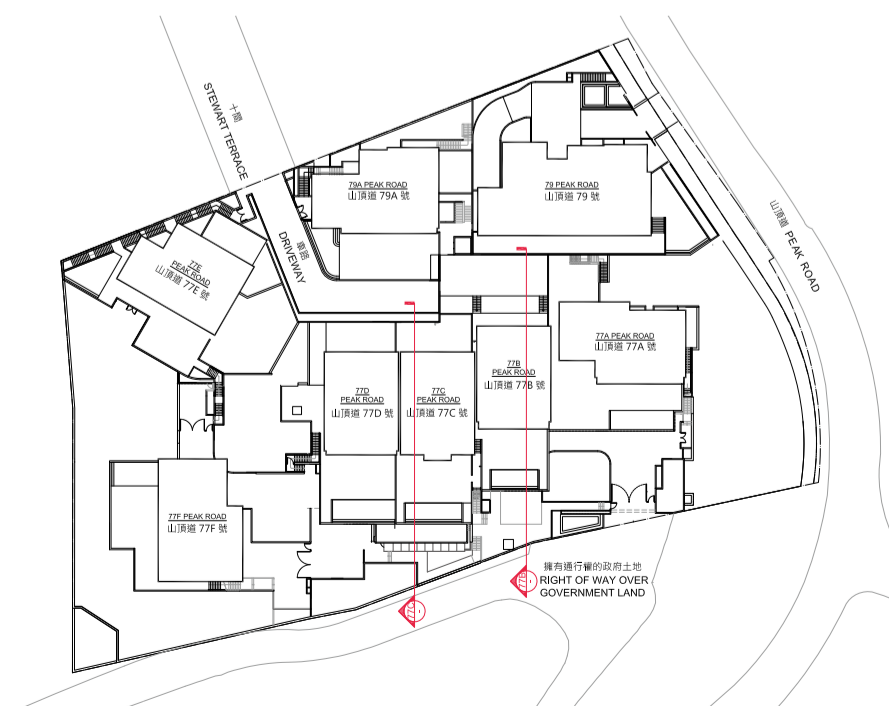 十間
STEWART TERRACE
79A PEAK ROAD
山頂道 79A 號
79 PEAK ROAD
山頂道 79 號
山頂道 PEAK ROAD
車路
DRIVEWAY
77E
PEAK ROAD
山頂道 77E 號
77A PEAK ROAD
山頂道 77A 號
77B
PEAK ROAD
山頂道 77B 號
77D
PEAK ROAD
山頂道 77D 號
77C
PEAK ROAD
山頂道 77C 號
77F PEAK ROAD
山頂道 77F 號
擁有通行權的政府土地
RIGHT OF WAY OVER
GOVERNMENT LAND
77B
-
77C
-